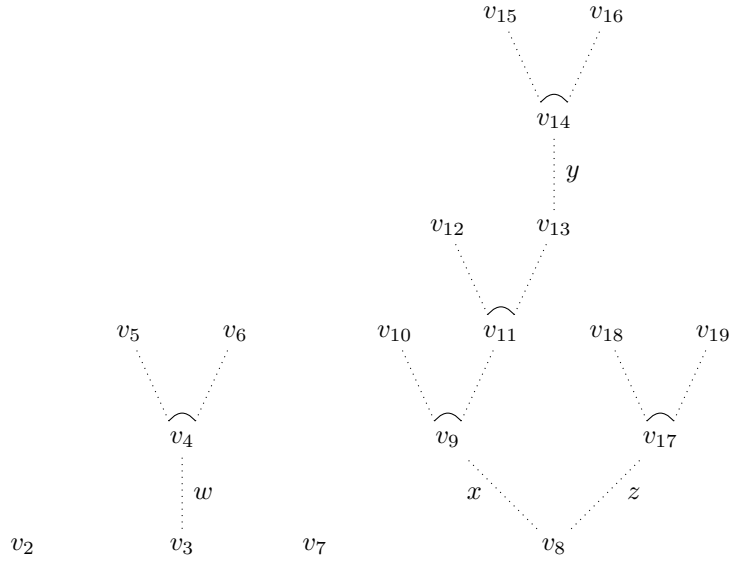 v₁₅ v₁₆
v₁₄
y
v₁₂ v₁₃
v₅ v₆ v₁₀ v₁₁ v₁₈ v₁₉
v₄ v₉ v₁₇
w x z
v₂ v₃ v₇ v₈